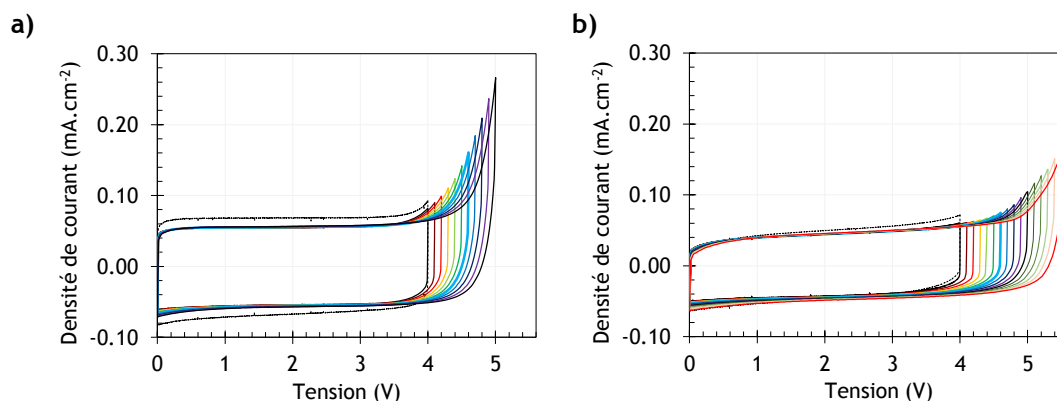 a)
Densité de courant (mA.cm-2)
0.30
0.20
0.10
0.00
-0.10
0 1 2 3 4 5
Tension (V)
b)
Densité de courant (mA.cm-2)
0.30
0.20
0.10
0.00
-0.10
0 1 2 3 4 5
Tension (V)